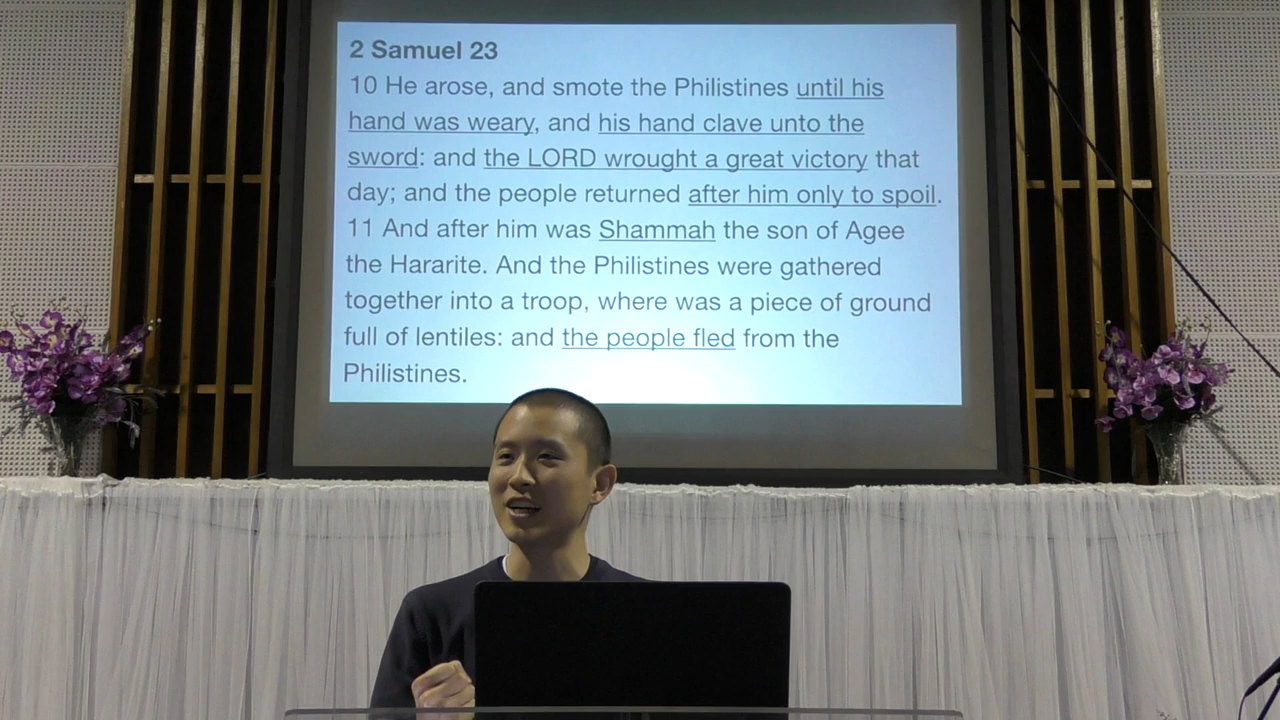 2 Samuel 23
10 He arose, and smote the Philistines until his
hand was weary, and his hand clave unto the
sword: and the LORD wrought a great victory that
day; and the people returned after him only to spoil.
11 And after him was Shammah the son of Agee
the Hararite. And the Philistines were gathered
together into a troop, where was a piece of ground
full of lentiles: and the people fled from the
Philistines.